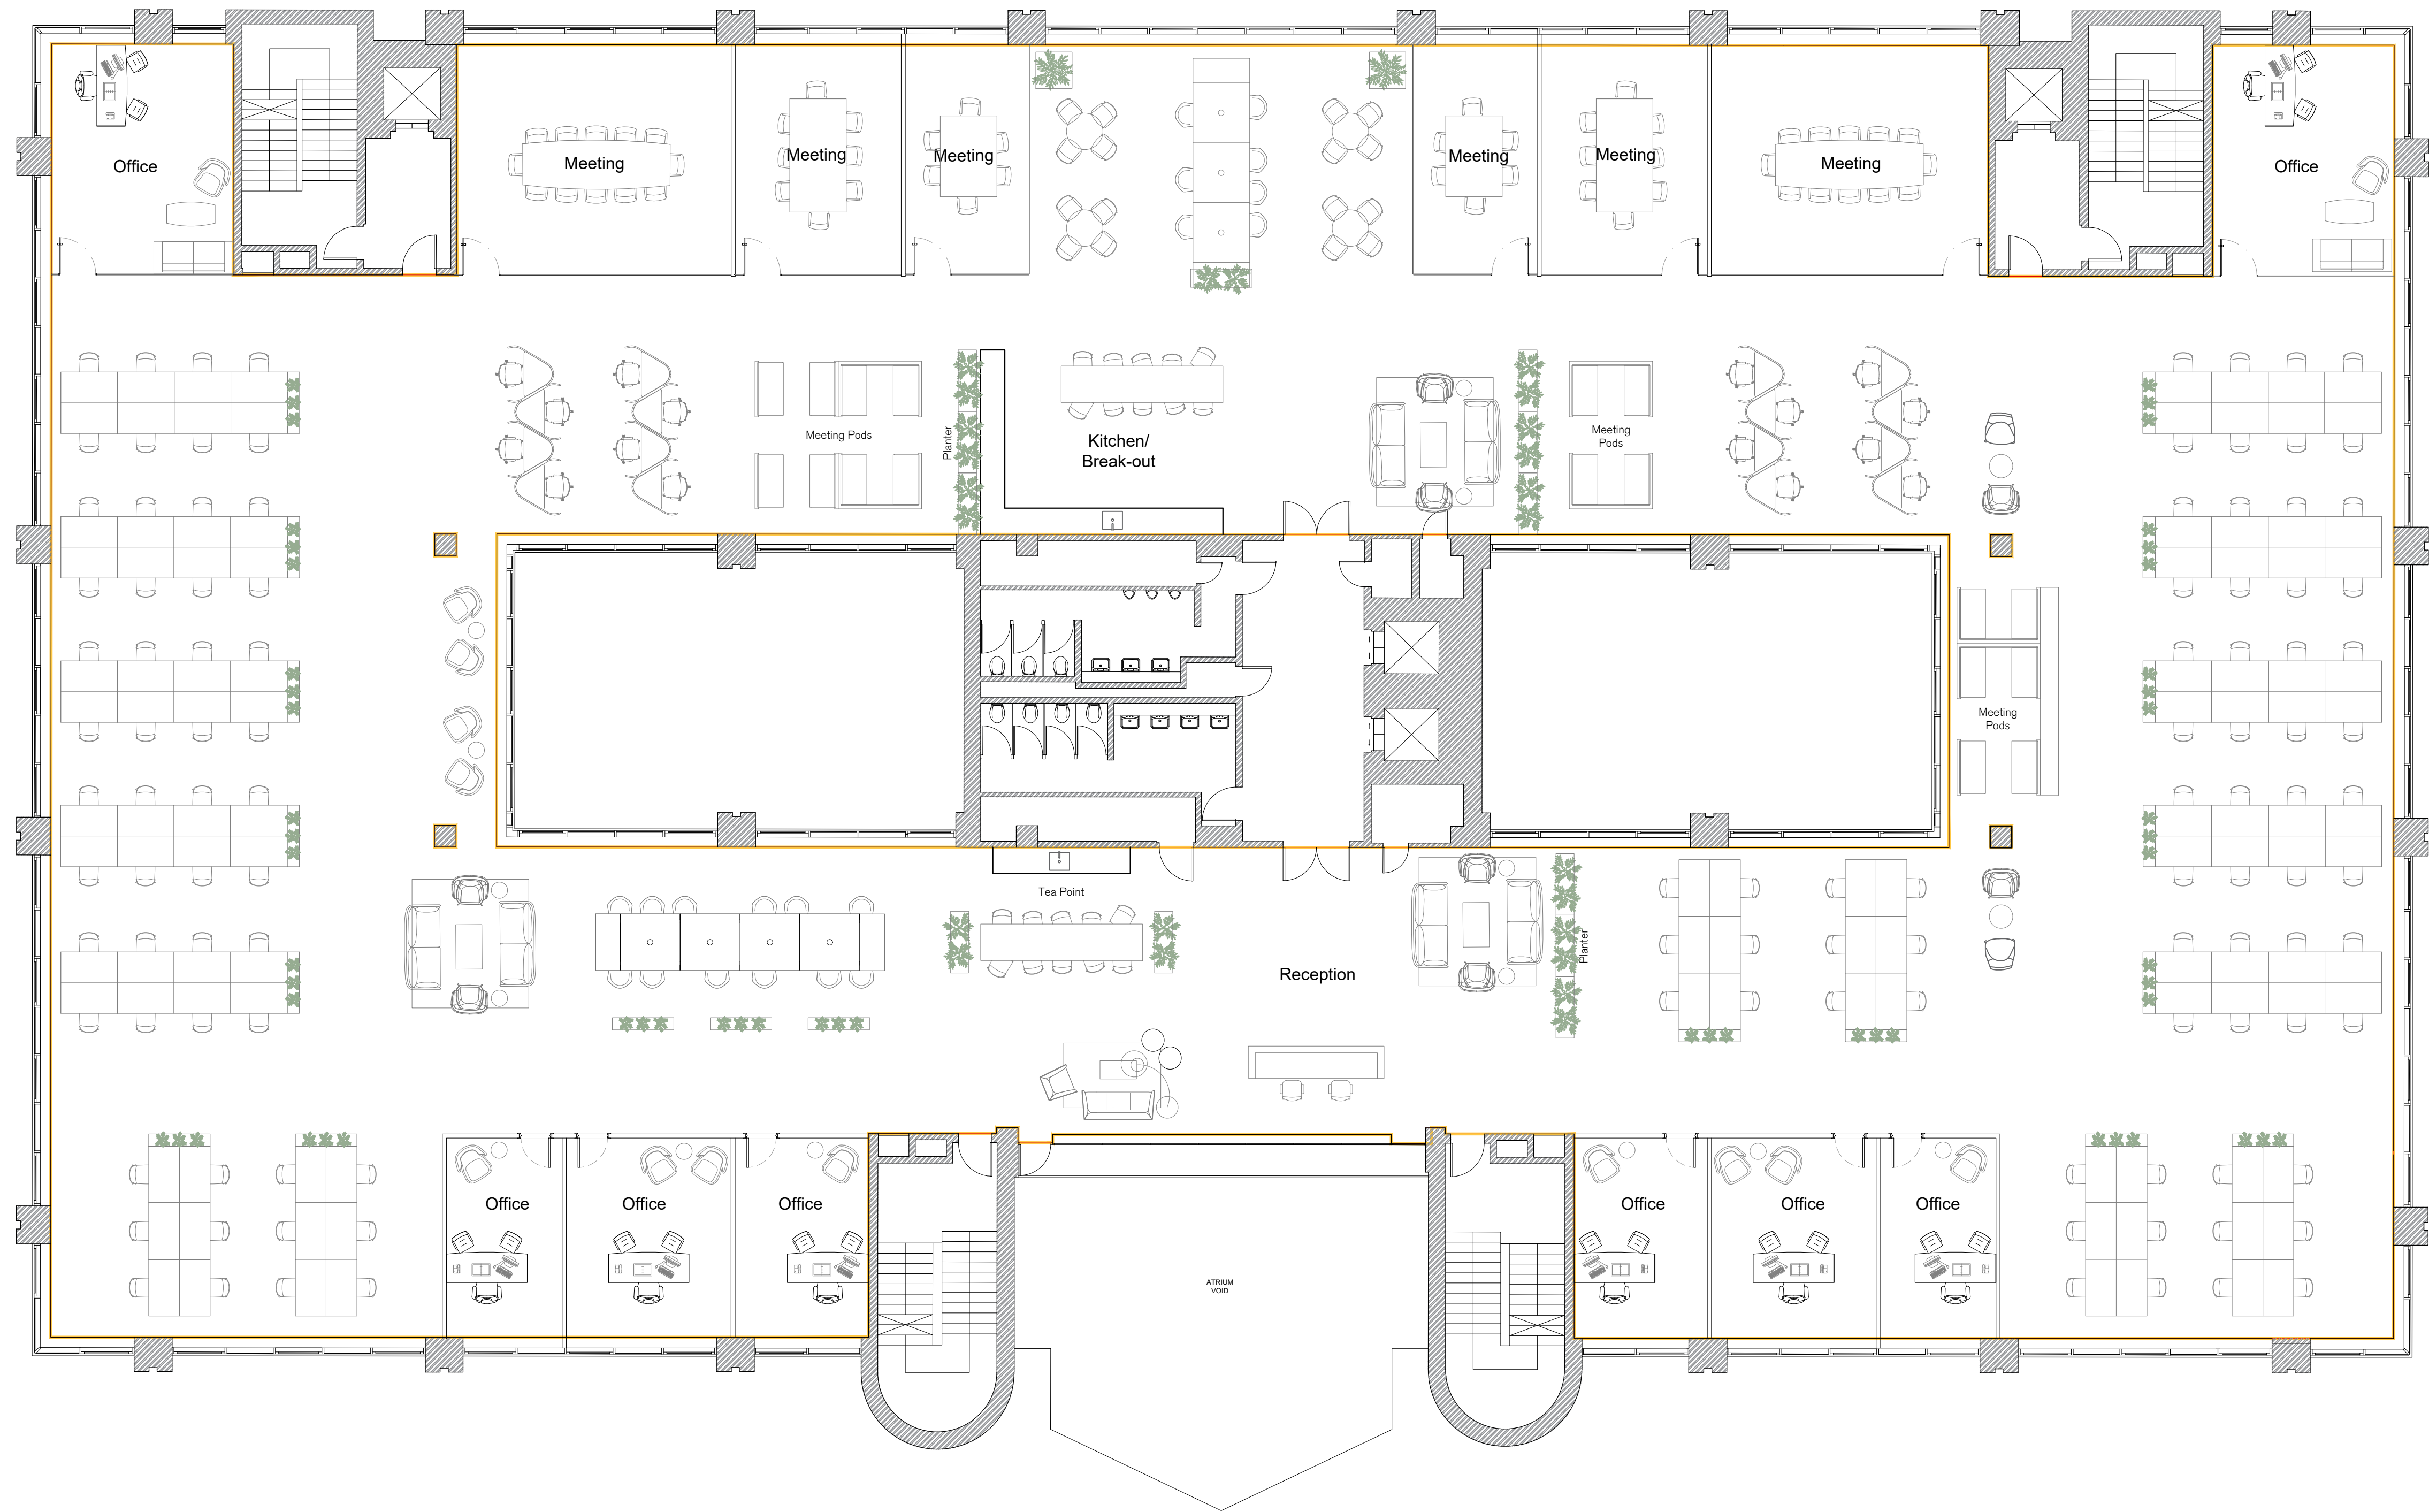 Office
Meeting
Meeting
Meeting
Meeting
Meeting
Meeting
Office
Meeting Pods
Planter
Kitchen/
Break-out
Meeting
Pods
Meeting
Pods
Tea Point
Reception
Planter
Office
Office
Office
Office
Office
Office
ATRIUM
VOID